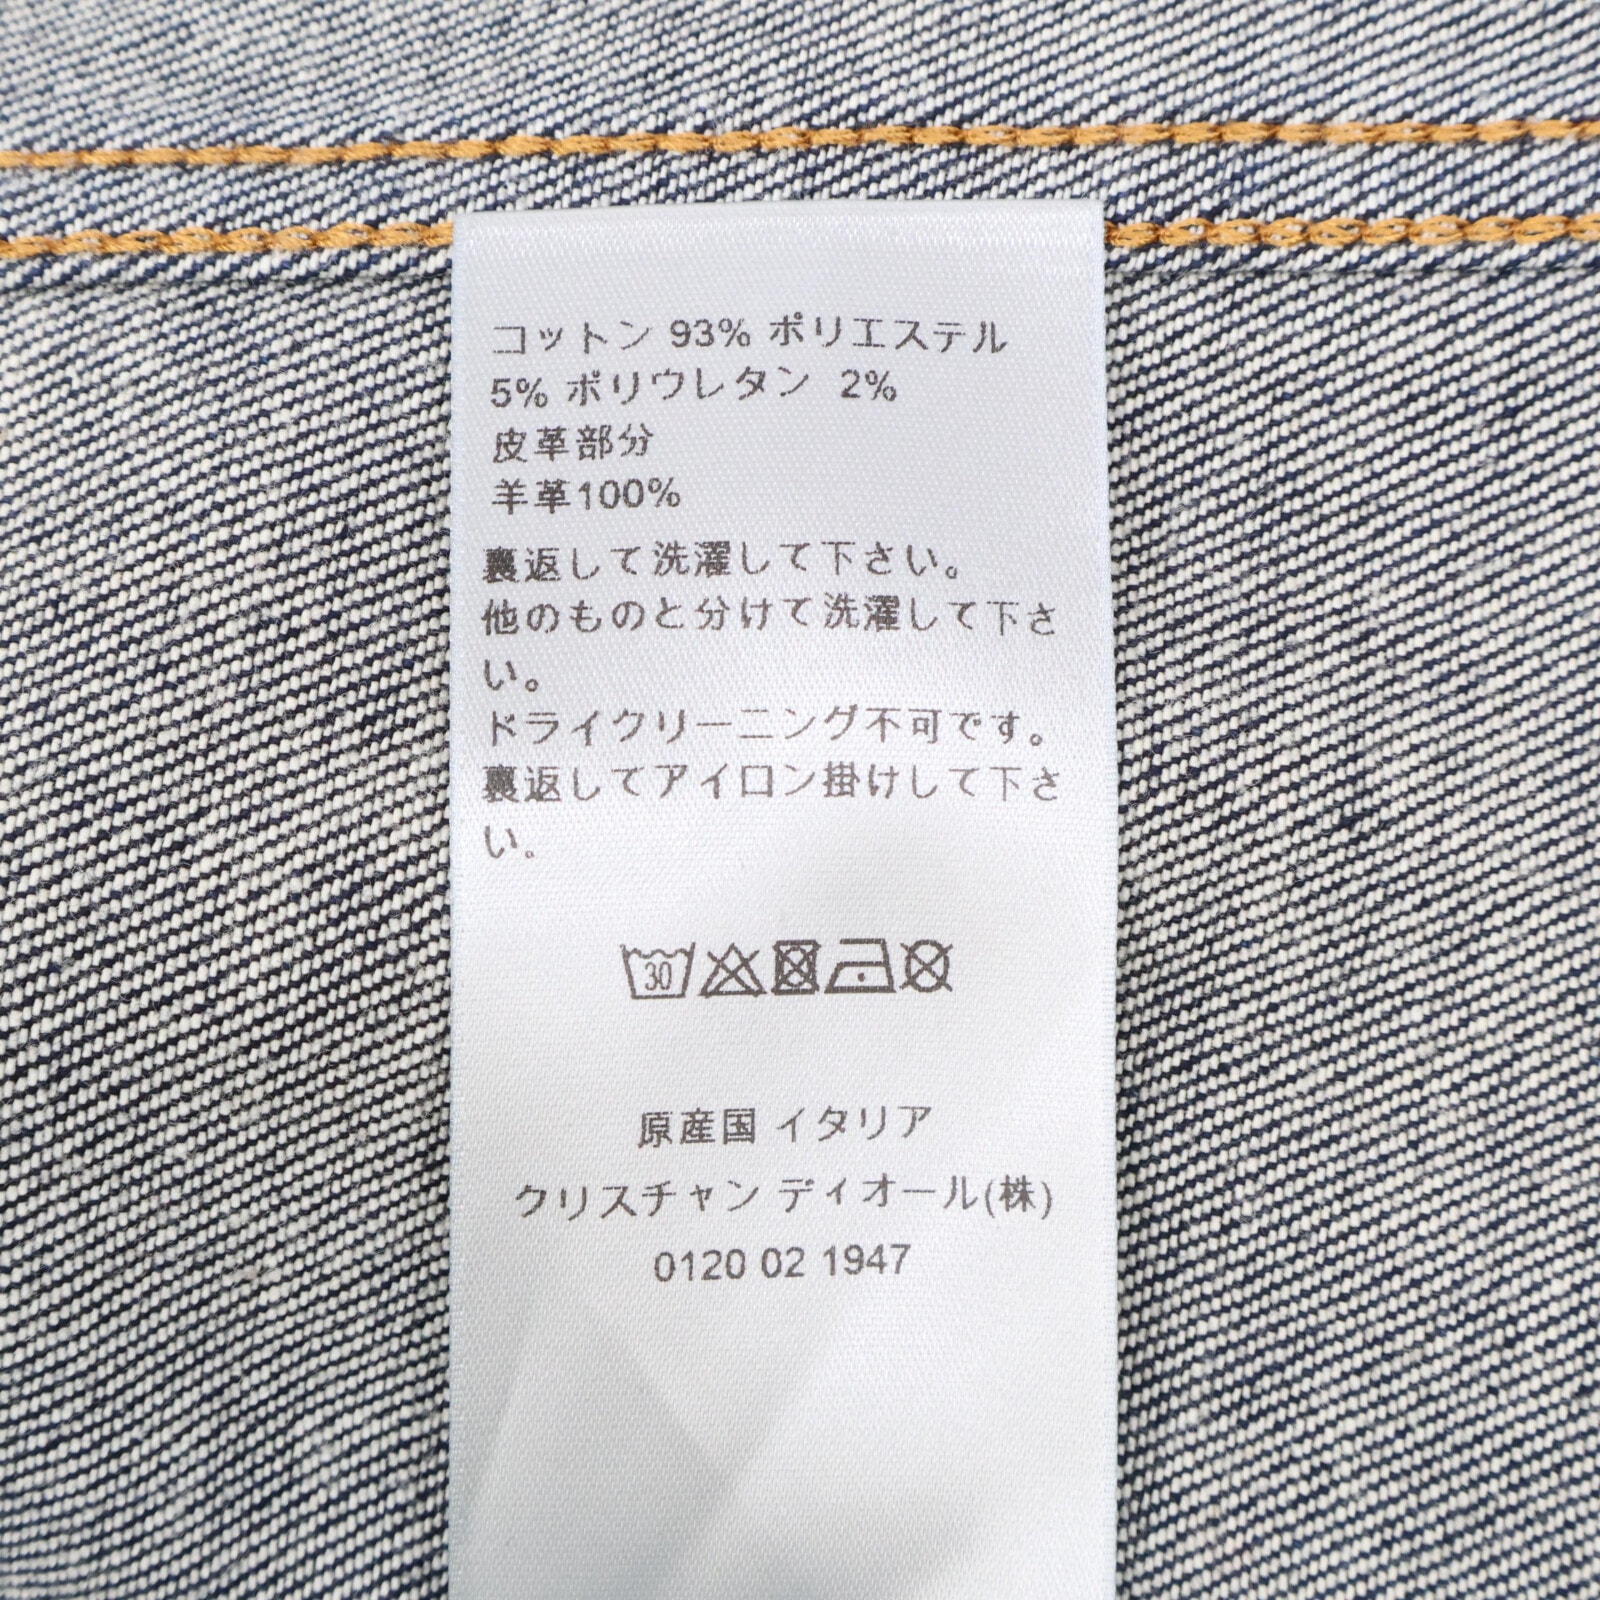 コットン 93% ポリエステル
5% ポリウレタン 2%
皮革部分
羊革100%
裏返して洗濯して下さい。
他のものと分けて洗濯して下さ
い。
ドライクリーニング不可です。
裏返してアイロン掛けして下さ
い.
30
原産国 イタリア
クリスチャン ディオール(株)
0120 02 1947